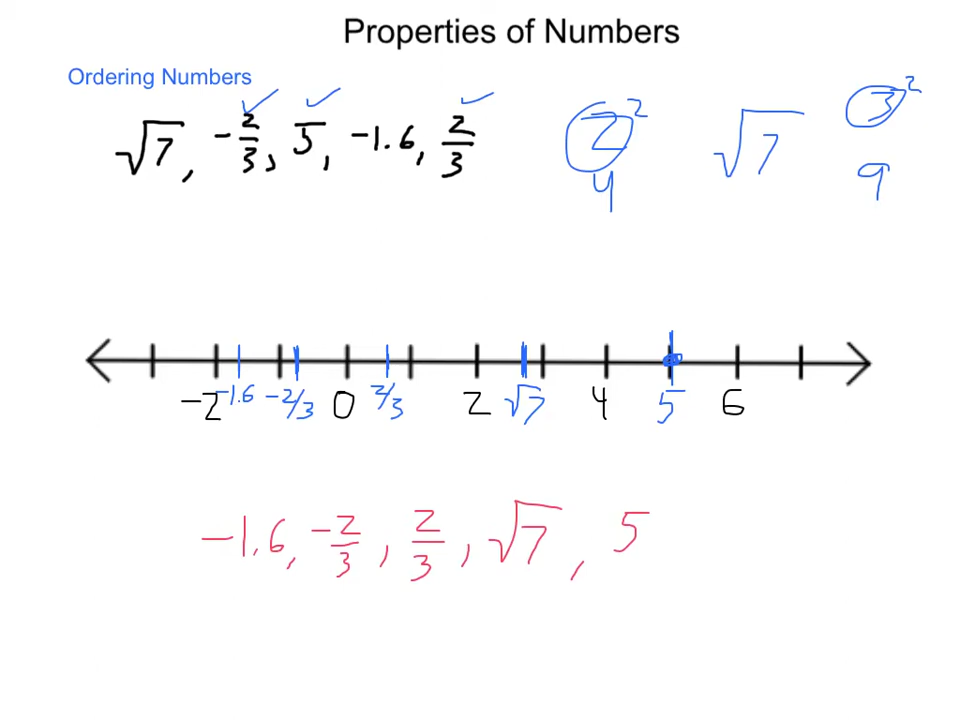 Properties of Numbers
Ordering Numbers
√7, -2/3, 5, -1.6, 2/3
2² √7 3²
4 9
-2 -1.6 -2/3 0 2/3 2 √7 4 5 6
-1.6, -2/3, 2/3, √7, 5